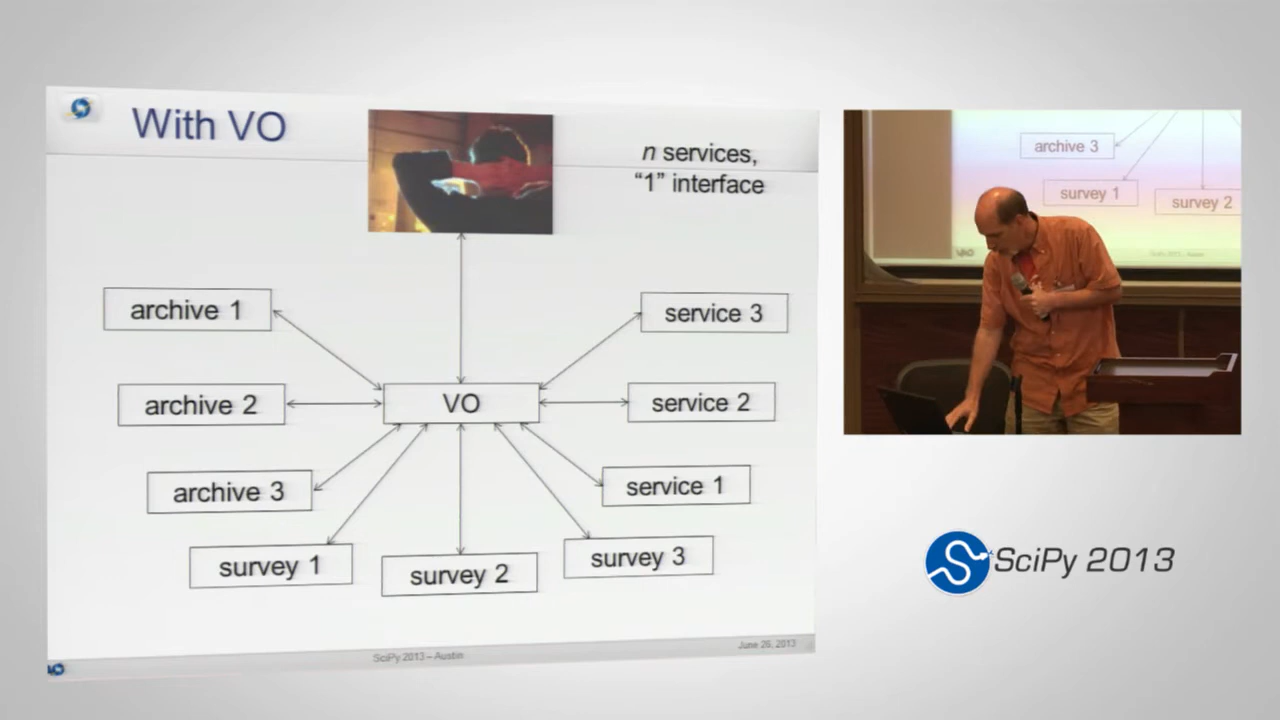 With VO
n services,
“1” interface
archive 1
service 3
archive 2
VO
service 2
archive 3
service 1
survey 1
survey 2
survey 3
SciPy 2013 – Austin
June 26, 2013
archive 3
survey 1
survey 2
SciPy 2013